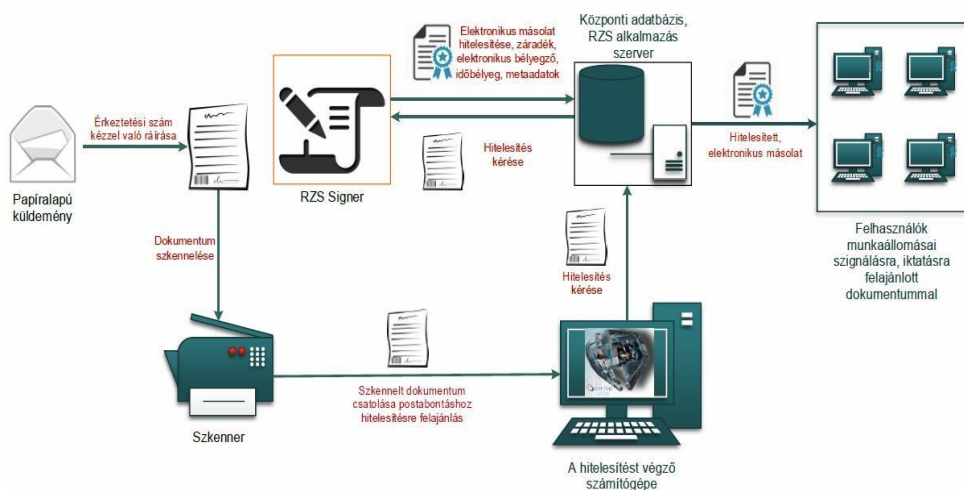 Érkeztetési szám
kézzel való ráírása
Papíralapú
küldemény
RZS Signer
Elektronikus másolat
hitelesítése, záradék,
elektronikus bélyegző,
időbélyeg, metaadatok
Hitelesítés
kérése
Központi adatbázis,
RZS alkalmazás
szerver
Hitelesített,
elektronikus másolat
Felhasználók
munkaállomásai
szignálásra, iktatásra
felajánlott
dokumentummal
Dokumentum
szkennelése
Hitelesítés
kérése
Szkenner
Szkennelt dokumentum
csatolása postabontáshoz
hitelesítésre felajánlás
A hitelesítést végző
számítógépe